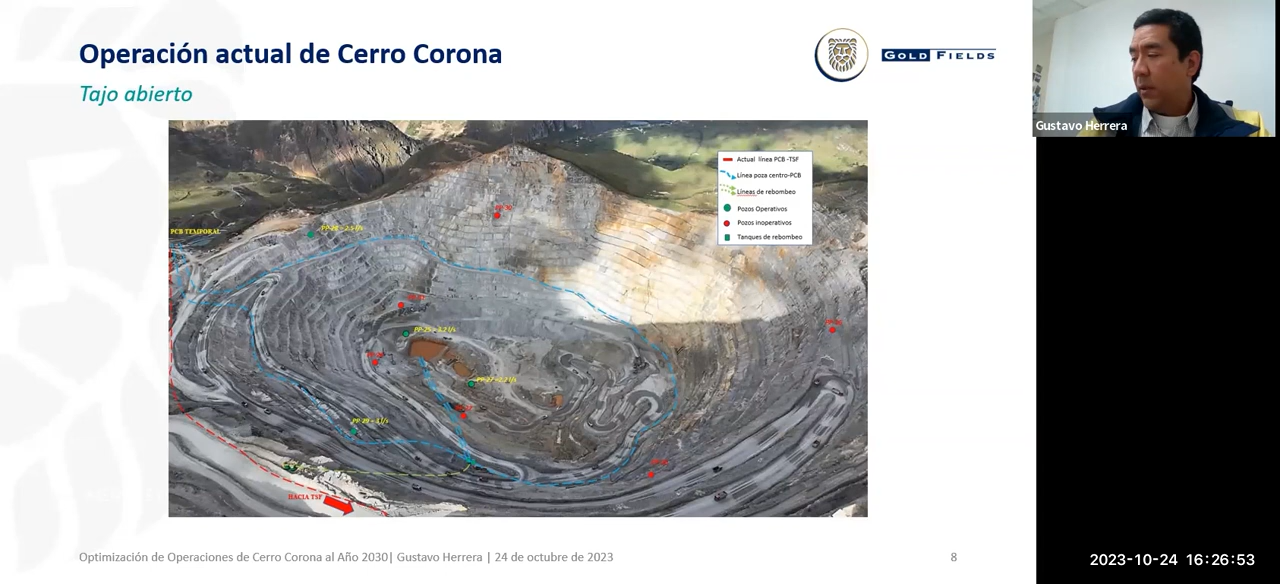 Operación actual de Cerro Corona
Tajo abierto
GOLD FIELDS
Gustavo Herrera
Actual línea PCB -TSF
Línea poza centro-PCB
Líneas de rebombeo
Pozos Operativos
Pozos inoperativos
Tanques de rebombeo
PCB TEMPORAL
HACIA TSF
Optimización de Operaciones de Cerro Corona al Año 2030| Gustavo Herrera | 24 de octubre de 2023
8
2023-10-24 16:26:53